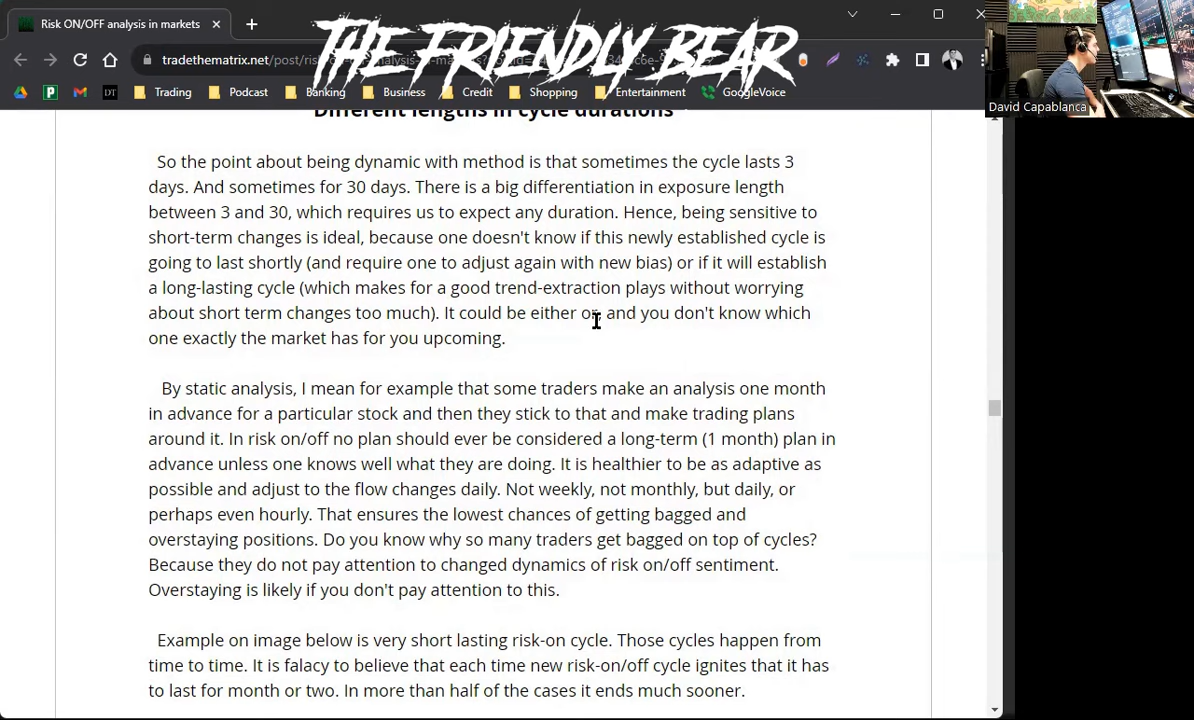 Risk ON/OFF analysis in markets
THE FRIENDLY BEAR
tradethematrix.net/post/ris
David Capablanca
Trading
Podcast
Banking
Business
Credit
Shopping
Entertainment
GoogleVoice
Different lengths in cycle durations
So the point about being dynamic with method is that sometimes the cycle lasts 3
days. And sometimes for 30 days. There is a big differentiation in exposure length
between 3 and 30, which requires us to expect any duration. Hence, being sensitive to
short-term changes is ideal, because one doesn't know if this newly established cycle is
going to last shortly (and require one to adjust again with new bias) or if it will establish
a long-lasting cycle (which makes for a good trend-extraction plays without worrying
about short term changes too much). It could be either or, and you don't know which
one exactly the market has for you upcoming.
By static analysis, I mean for example that some traders make an analysis one month
in advance for a particular stock and then they stick to that and make trading plans
around it. In risk on/off no plan should ever be considered a long-term (1 month) plan in
advance unless one knows well what they are doing. It is healthier to be as adaptive as
possible and adjust to the flow changes daily. Not weekly, not monthly, but daily, or
perhaps even hourly. That ensures the lowest chances of getting bagged and
overstaying positions. Do you know why so many traders get bagged on top of cycles?
Because they do not pay attention to changed dynamics of risk on/off sentiment.
Overstaying is likely if you don't pay attention to this.
Example on image below is very short lasting risk-on cycle. Those cycles happen from
time to time. It is falacy to believe that each time new risk-on/off cycle ignites that it has
to last for month or two. In more than half of the cases it ends much sooner.